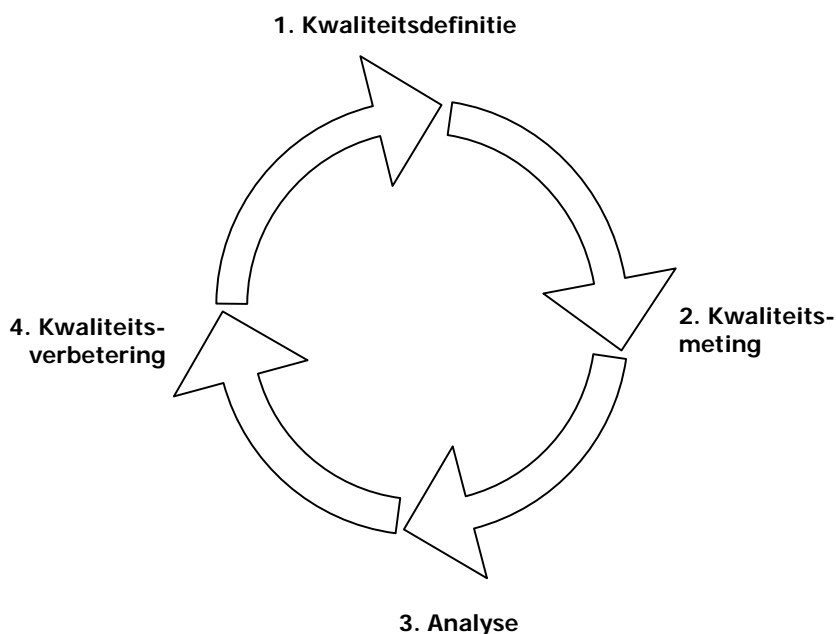 1. Kwaliteitsdefinitie
2. Kwaliteits-
meting
3. Analyse
4. Kwaliteits-
verbetering